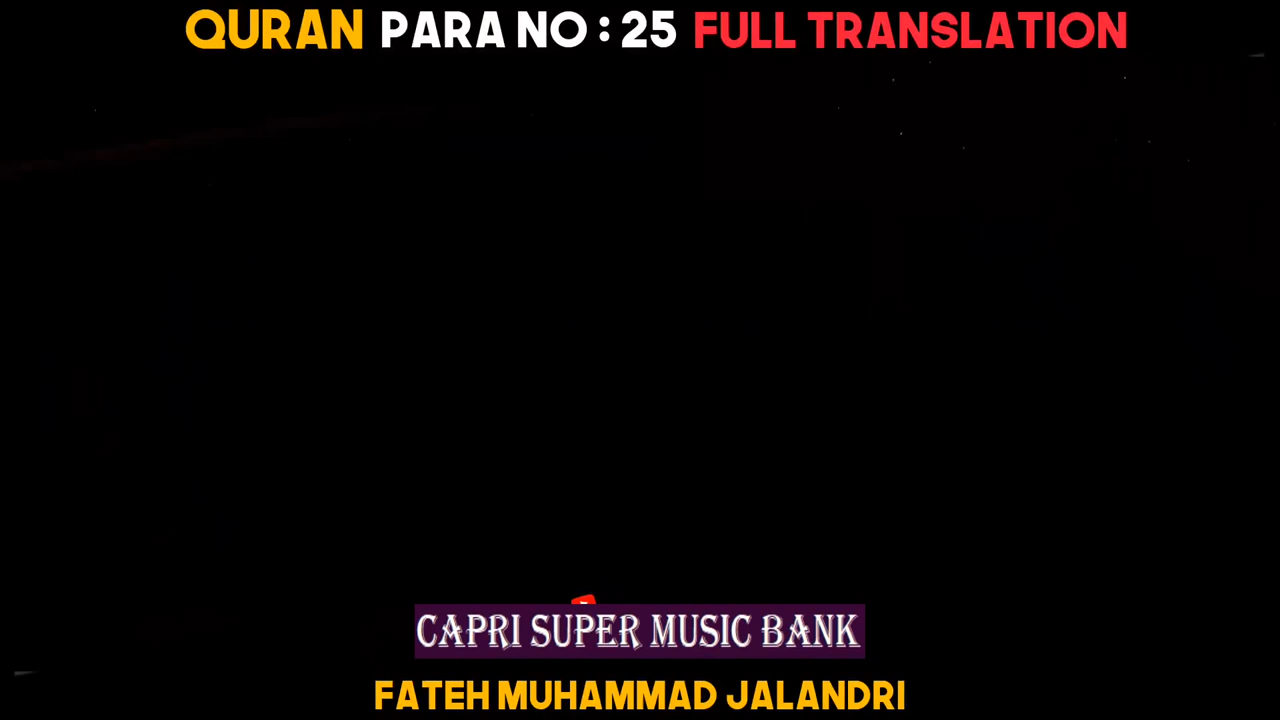 QURAN PARA NO : 25 FULL TRANSLATION
CAPRI SUPER MUSIC BANK
FATEH MUHAMMAD JALANDRI